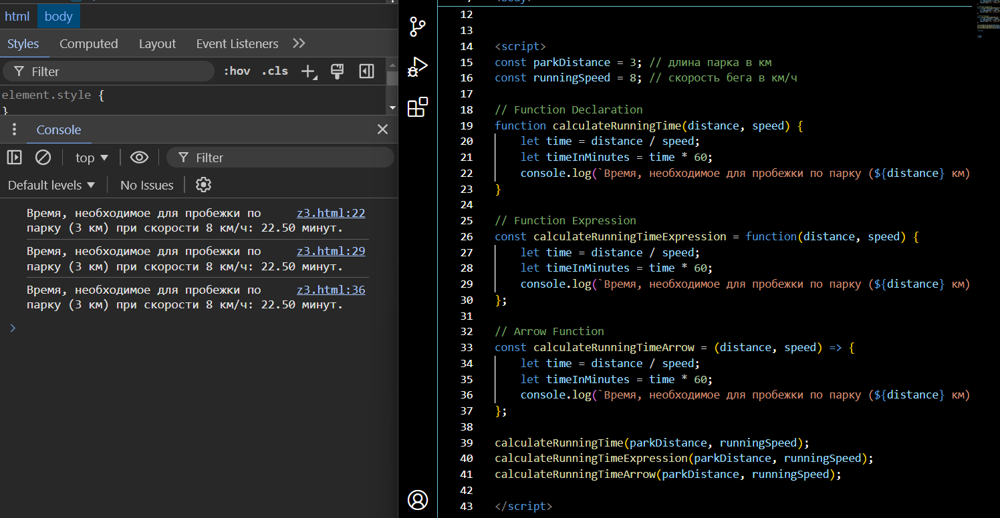 html body
Styles Computed Layout Event Listeners
Filter :hov .cls
element.style {
}
Console
top Filter
Default levels No Issues
Время, необходимое для пробежки по z3.html:22
парку (3 км) при скорости 8 км/ч: 22.50 минут.
Время, необходимое для пробежки по z3.html:29
парку (3 км) при скорости 8 км/ч: 22.50 минут.
Время, необходимое для пробежки по z3.html:36
парку (3 км) при скорости 8 км/ч: 22.50 минут.
12
13
14 <script>
15 const parkDistance = 3; // длина парка в км
16 const runningSpeed = 8; // скорость бега в км/ч
17
18 // Function Declaration
19 function calculateRunningTime(distance, speed) {
20 let time = distance / speed;
21 let timeInMinutes = time * 60;
22 console.log(`Время, необходимое для пробежки по парку (${distance} км)
23 }
24
25 // Function Expression
26 const calculateRunningTimeExpression = function(distance, speed) {
27 let time = distance / speed;
28 let timeInMinutes = time * 60;
29 console.log(`Время, необходимое для пробежки по парку (${distance} км)
30 };
31
32 // Arrow Function
33 const calculateRunningTimeArrow = (distance, speed) => {
34 let time = distance / speed;
35 let timeInMinutes = time * 60;
36 console.log(`Время, необходимое для пробежки по парку (${distance} км)
37 };
38
39 calculateRunningTime(parkDistance, runningSpeed);
40 calculateRunningTimeExpression(parkDistance, runningSpeed);
41 calculateRunningTimeArrow(parkDistance, runningSpeed);
42
43 </script>